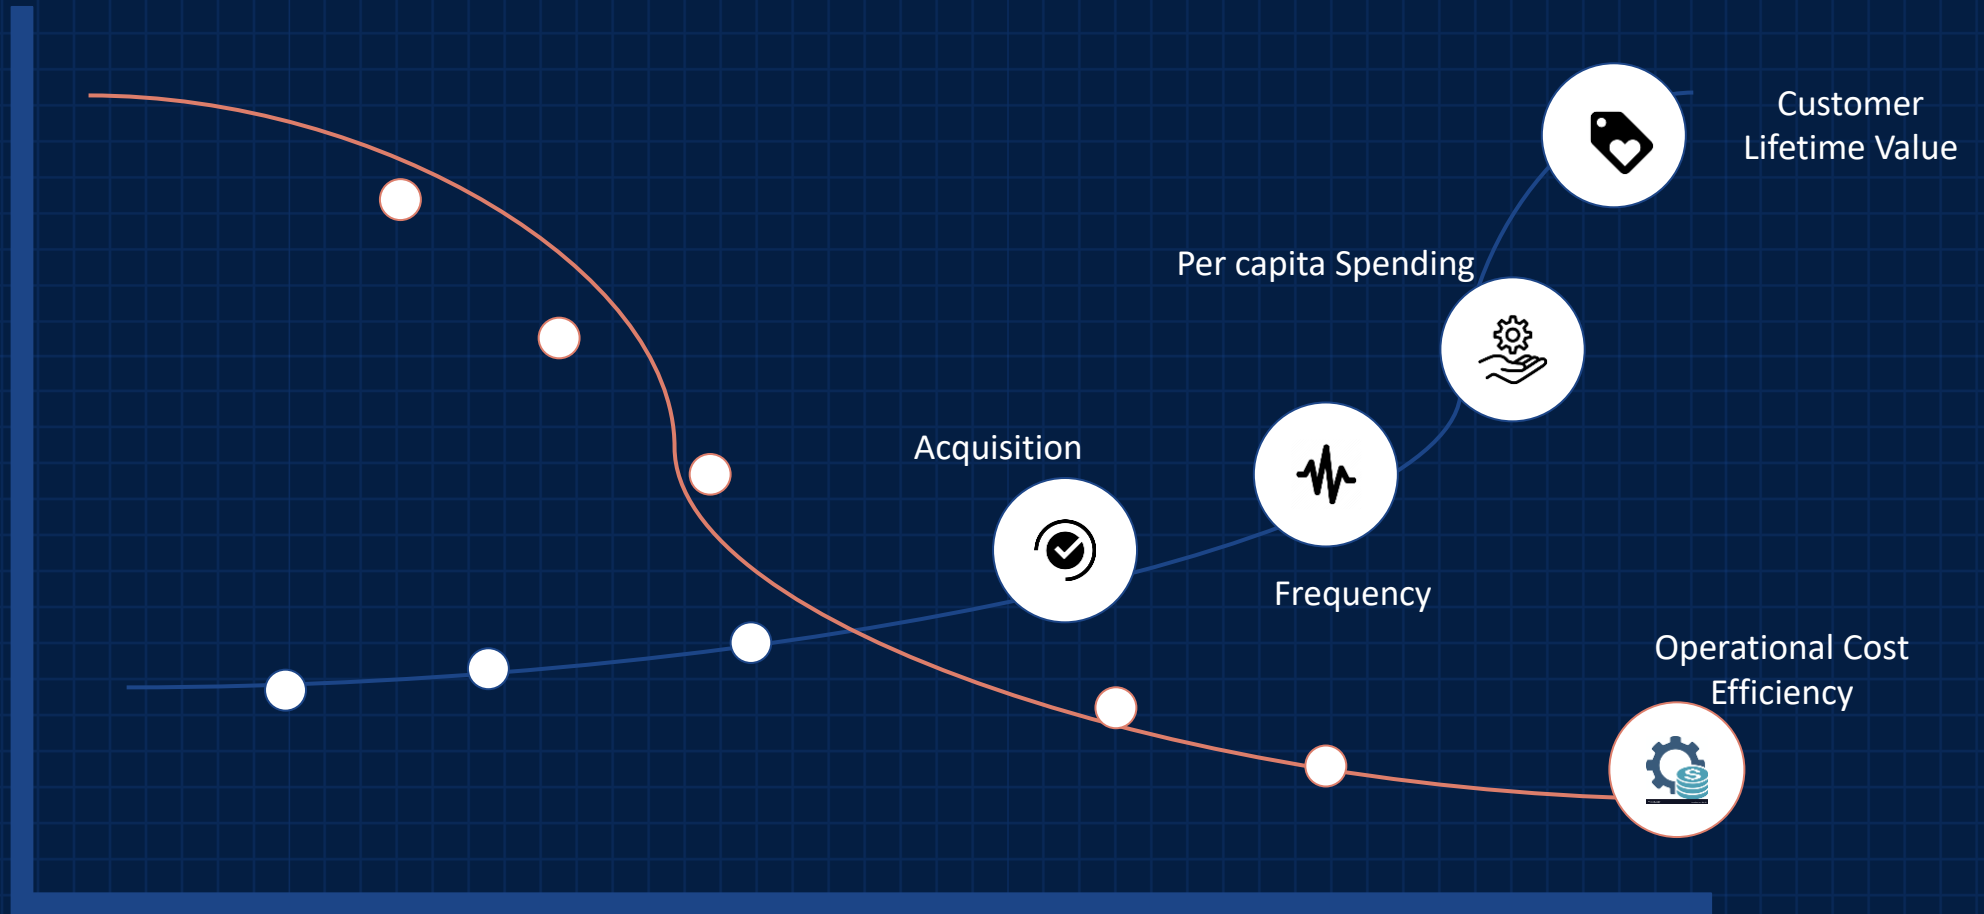 Customer
Lifetime Value
Per capita Spending
Acquisition
Frequency
Operational Cost
Efficiency
$